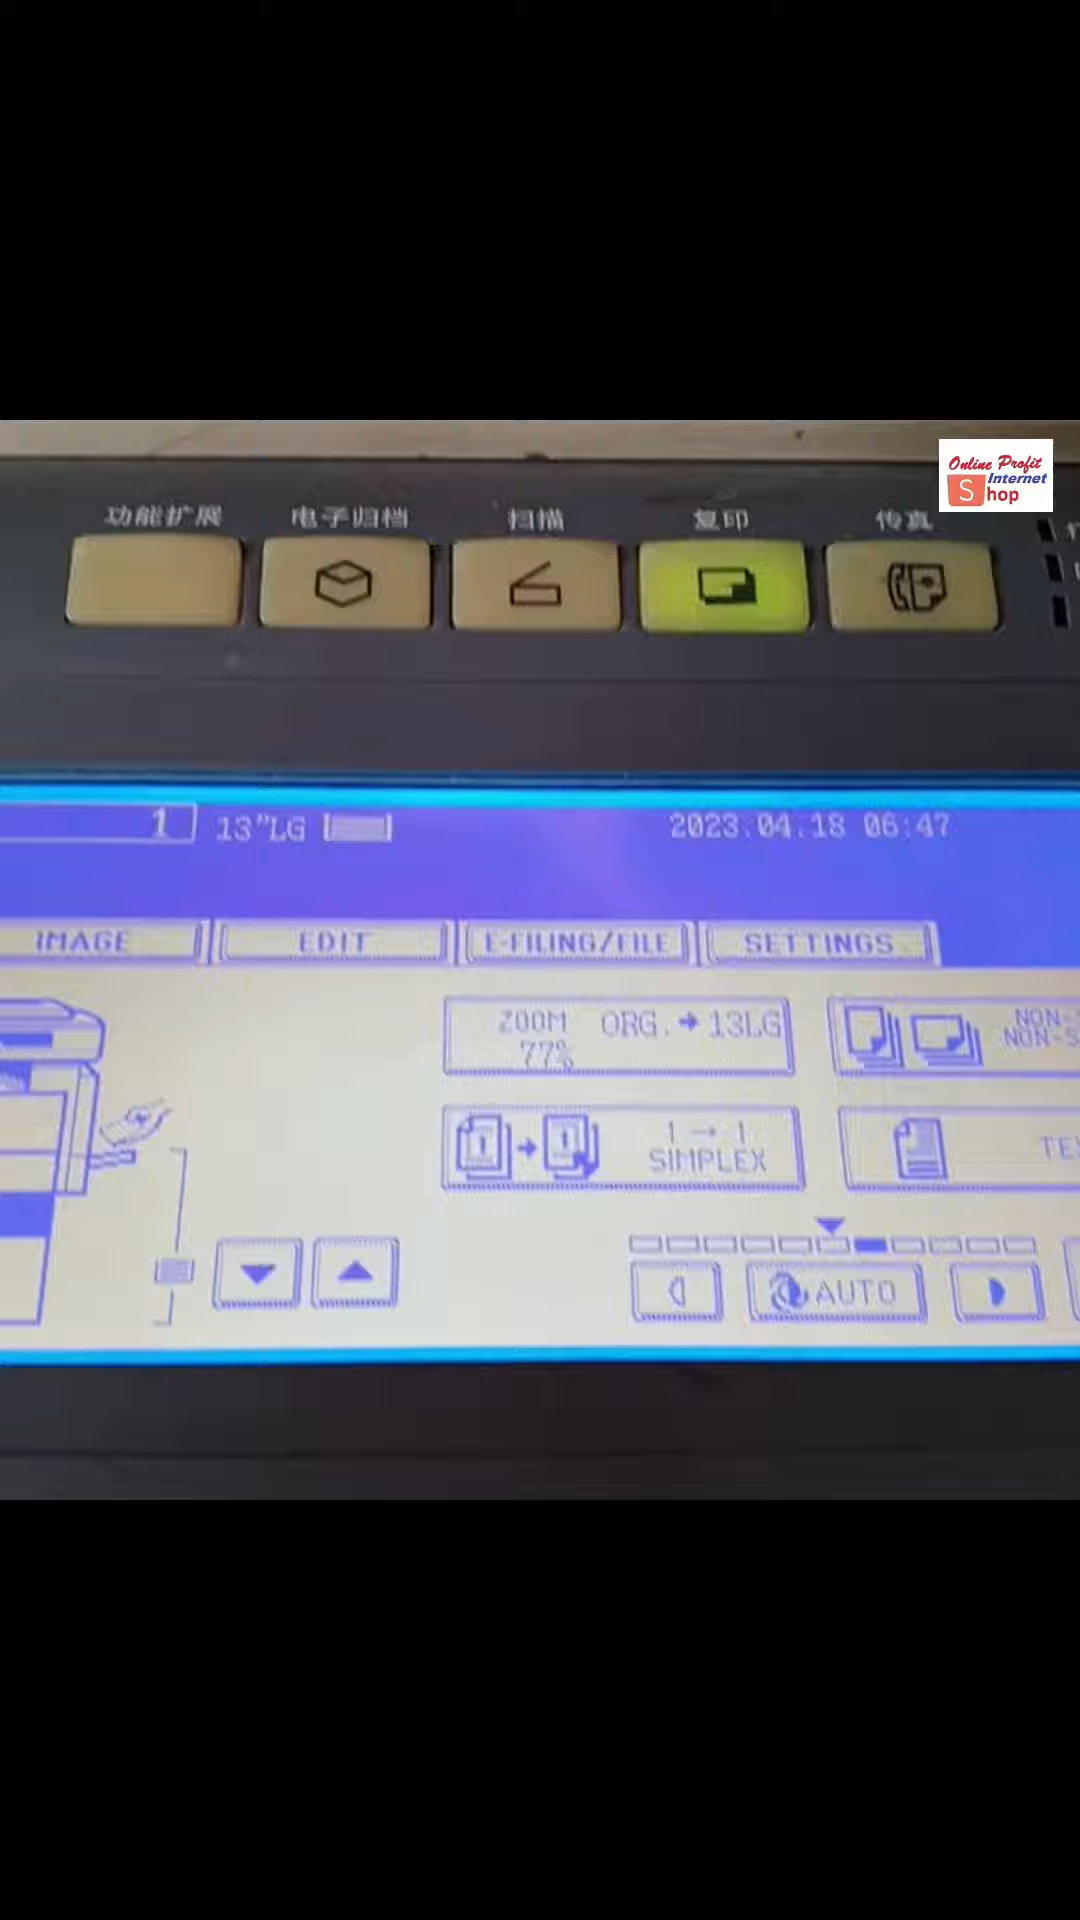 Online Profit
Internet
S hop
功能扩展 电子归档 扫描 复印 传真
1 13"LG 2023.04.18 06:47
IMAGE EDIT E-FILING/FILE SETTINGS
ZOOM ORG. → 13LG
77%
NON-
NON-S
1 → 1
SIMPLEX
TEX
AUTO